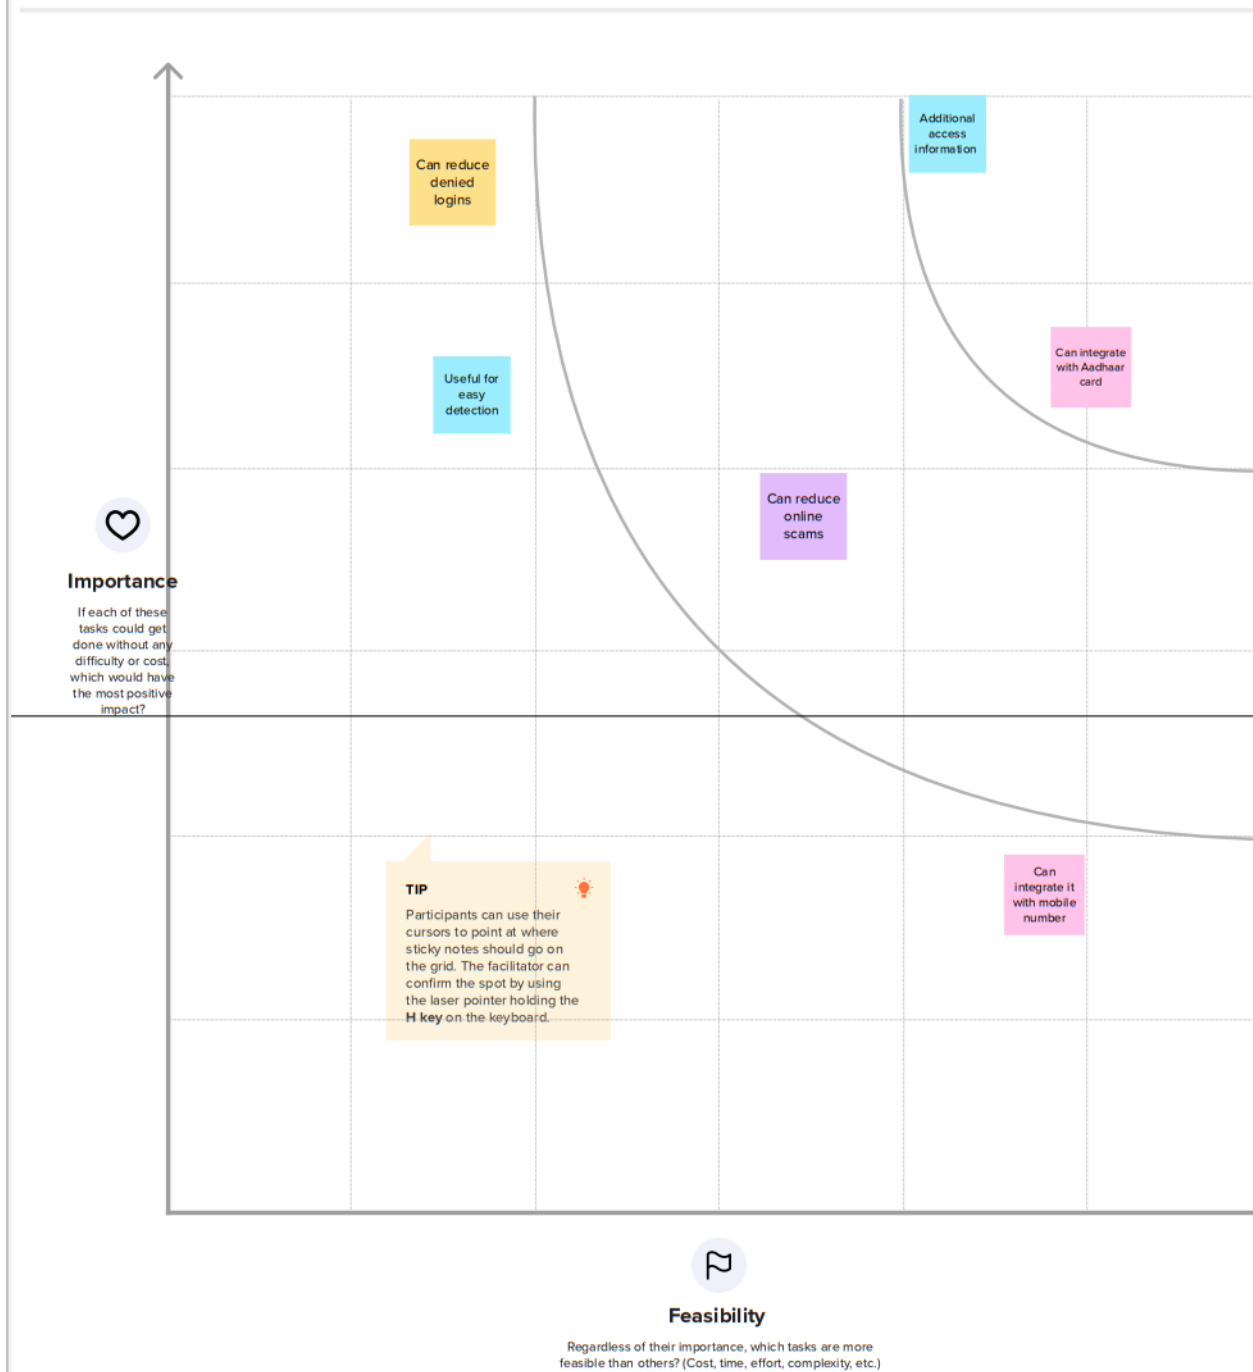 Additional
access
information
Can reduce
denied
logins
Can integrate
with Aadhaar
card
Useful for
easy
detection
Can reduce
online
scams
Importance
If each of these
tasks could get
done without any
difficulty or cost,
which would have
the most positive
impact?
TIP
Participants can use their
cursors to point at where
sticky notes should go on
the grid. The facilitator can
confirm the spot by using
the laser pointer holding the
H key on the keyboard.
Can
integrate it
with mobile
number
Feasibility
Regardless of their importance, which tasks are more
feasible than others? (Cost, time, effort, complexity, etc.)